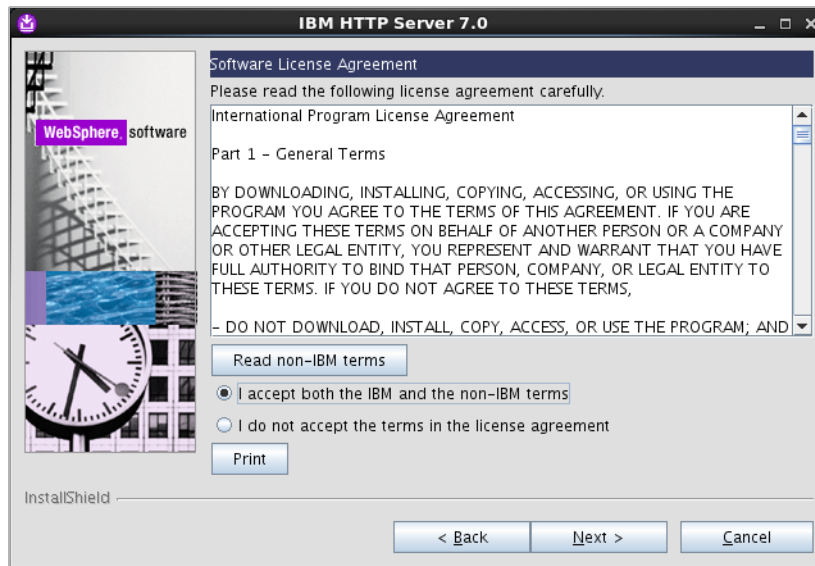 IBM HTTP Server 7.0
WebSphere. software
Software License Agreement
Please read the following license agreement carefully.
International Program License Agreement
Part 1 – General Terms
BY DOWNLOADING, INSTALLING, COPYING, ACCESSING, OR USING THE
PROGRAM YOU AGREE TO THE TERMS OF THIS AGREEMENT. IF YOU ARE
ACCEPTING THESE TERMS ON BEHALF OF ANOTHER PERSON OR A COMPANY
OR OTHER LEGAL ENTITY, YOU REPRESENT AND WARRANT THAT YOU HAVE
FULL AUTHORITY TO BIND THAT PERSON, COMPANY, OR LEGAL ENTITY TO
THESE TERMS. IF YOU DO NOT AGREE TO THESE TERMS,
– DO NOT DOWNLOAD, INSTALL, COPY, ACCESS, OR USE THE PROGRAM; AND
Read non-IBM terms
I accept both the IBM and the non-IBM terms
I do not accept the terms in the license agreement
Print
InstallShield
< Back
Next >
Cancel